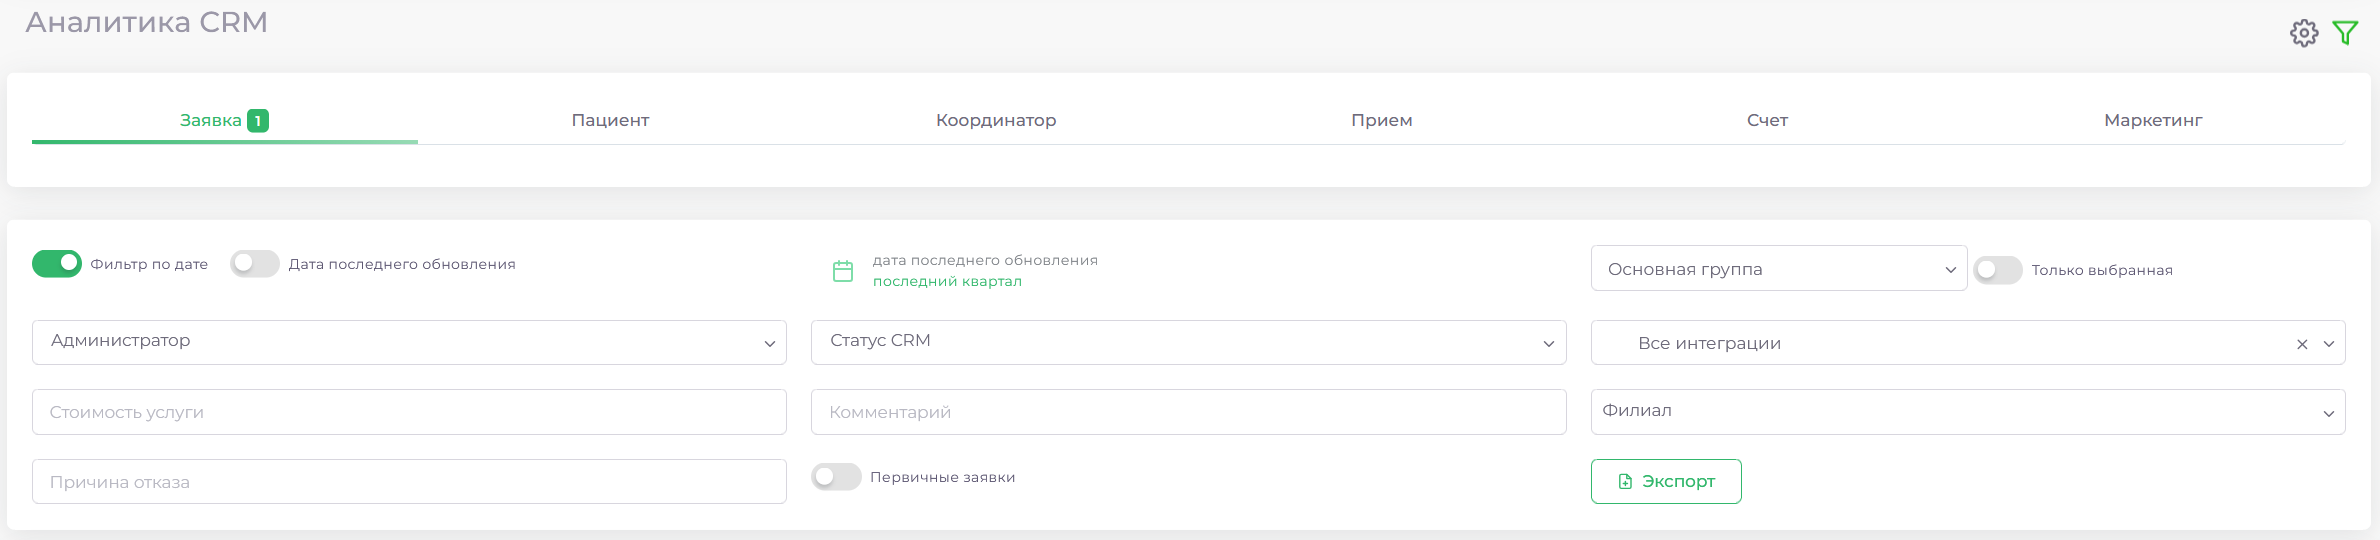 Аналитика CRM
Заявка 1
Пациент
Координатор
Прием
Счет
Маркетинг
Фильтр по дате
Дата последнего обновления
дата последнего обновления
последний квартал
Основная группа
Только выбранная
Администратор
Статус CRM
Все интеграции
Стоимость услуги
Комментарий
Филиал
Причина отказа
Первичные заявки
Экспорт